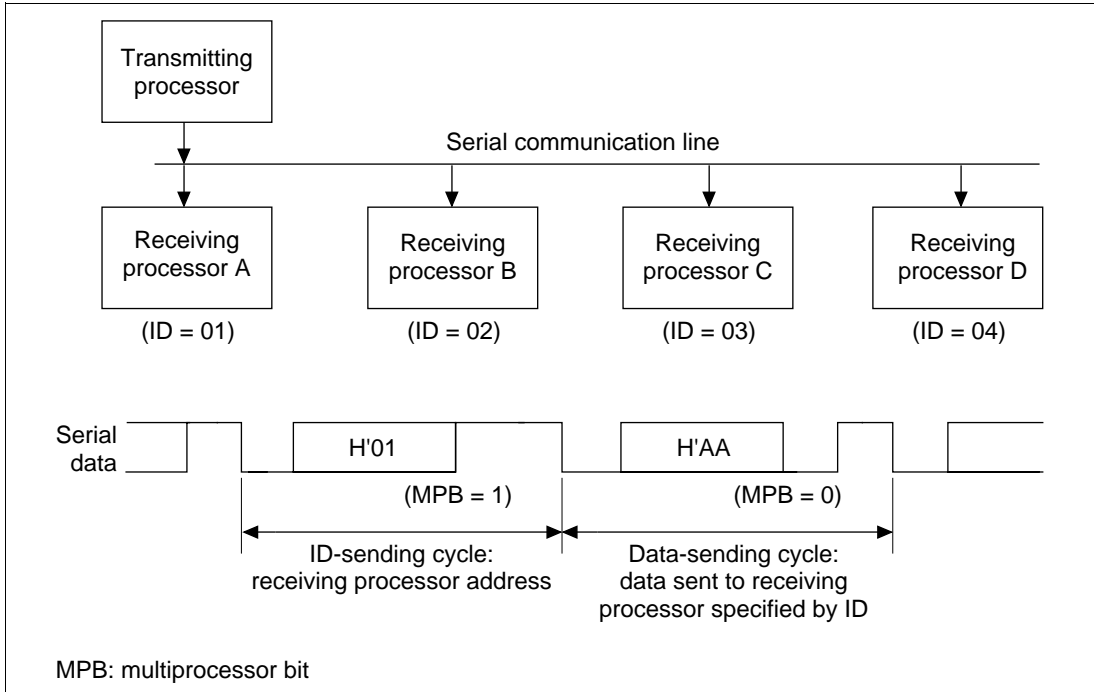 Transmitting
processor
Serial communication line
Receiving
processor A
Receiving
processor B
Receiving
processor C
Receiving
processor D
(ID = 01)
(ID = 02)
(ID = 03)
(ID = 04)
Serial
data
H'01
H'AA
(MPB = 1)
(MPB = 0)
ID-sending cycle:
receiving processor address
Data-sending cycle:
data sent to receiving
processor specified by ID
MPB: multiprocessor bit